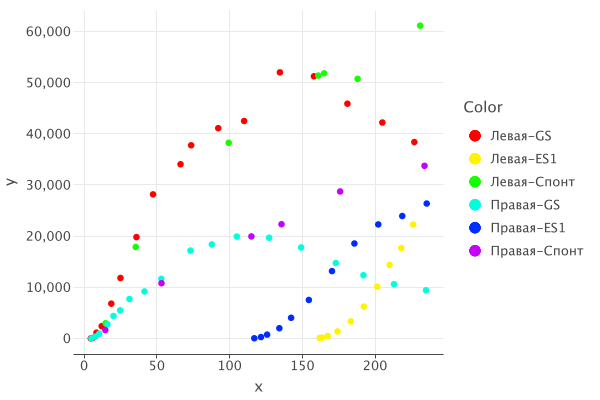 y
60,000
50,000
40,000
30,000
20,000
10,000
0
0
50
100
150
200
x
Color
Левая-GS
Левая-ES1
Левая-Спонт
Правая-GS
Правая-ES1
Правая-Спонт